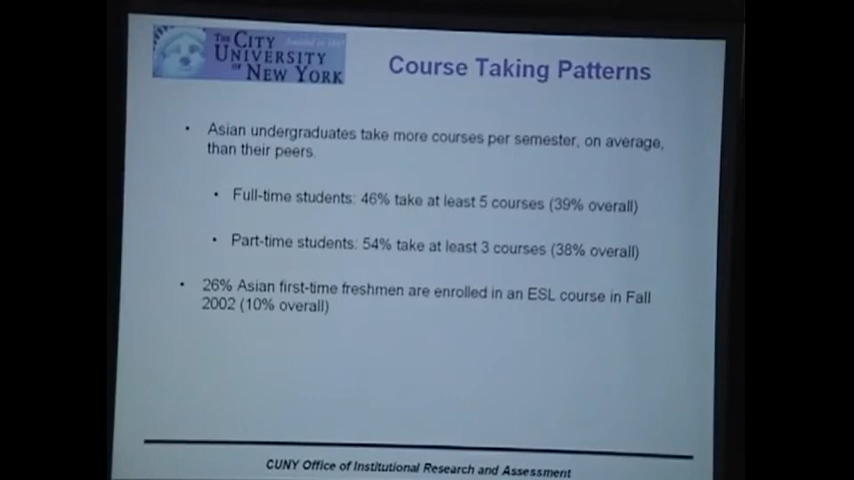 THE CITY
UNIVERSITY
OF NEW YORK
Course Taking Patterns
• Asian undergraduates take more courses per semester, on average,
than their peers.
• Full-time students: 46% take at least 5 courses (39% overall)
• Part-time students: 54% take at least 3 courses (38% overall)
• 26% Asian first-time freshmen are enrolled in an ESL course in Fall
2002 (10% overall)
CUNY Office of Institutional Research and Assessment